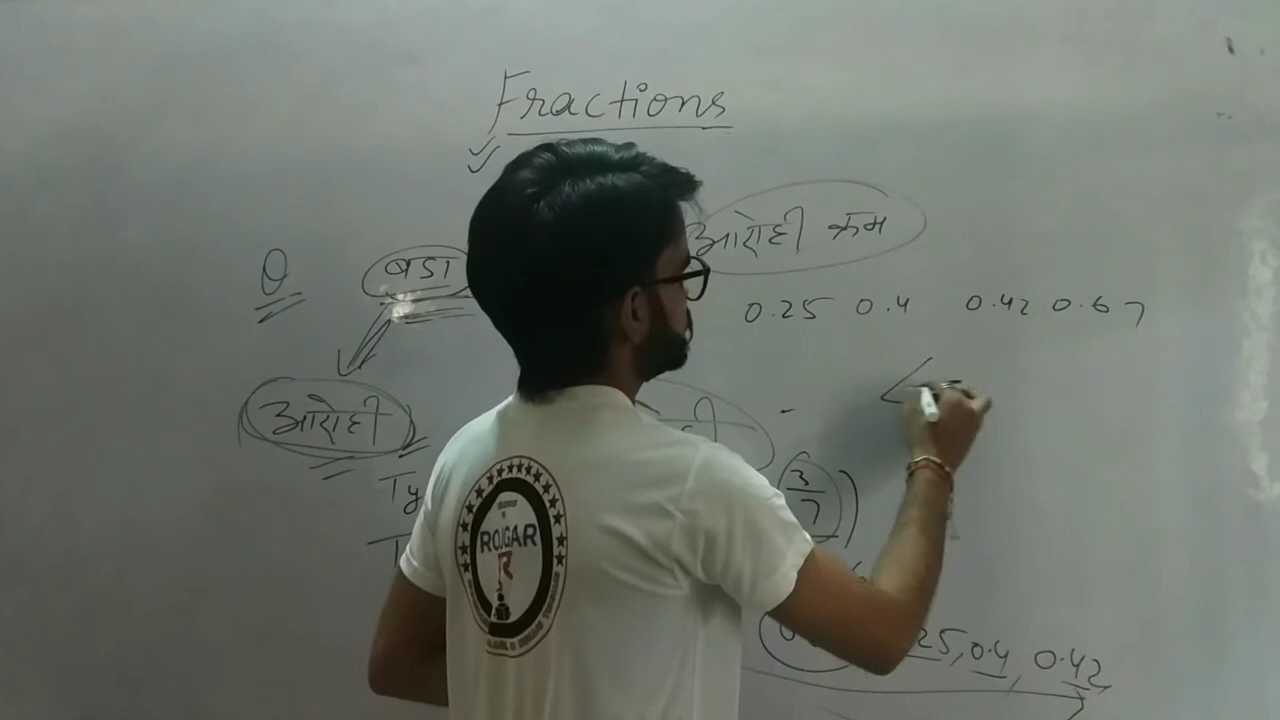 Fractions
Q बडा आरोही क्रम
0.25 0.4 0.42 0.67
आरोही - <
Ty
3/7
ROJGAR
R
25, 0.4, 0.42,